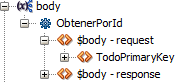 body
ObtenerPorId
$body - request
TodoPrimaryKey
$body - response